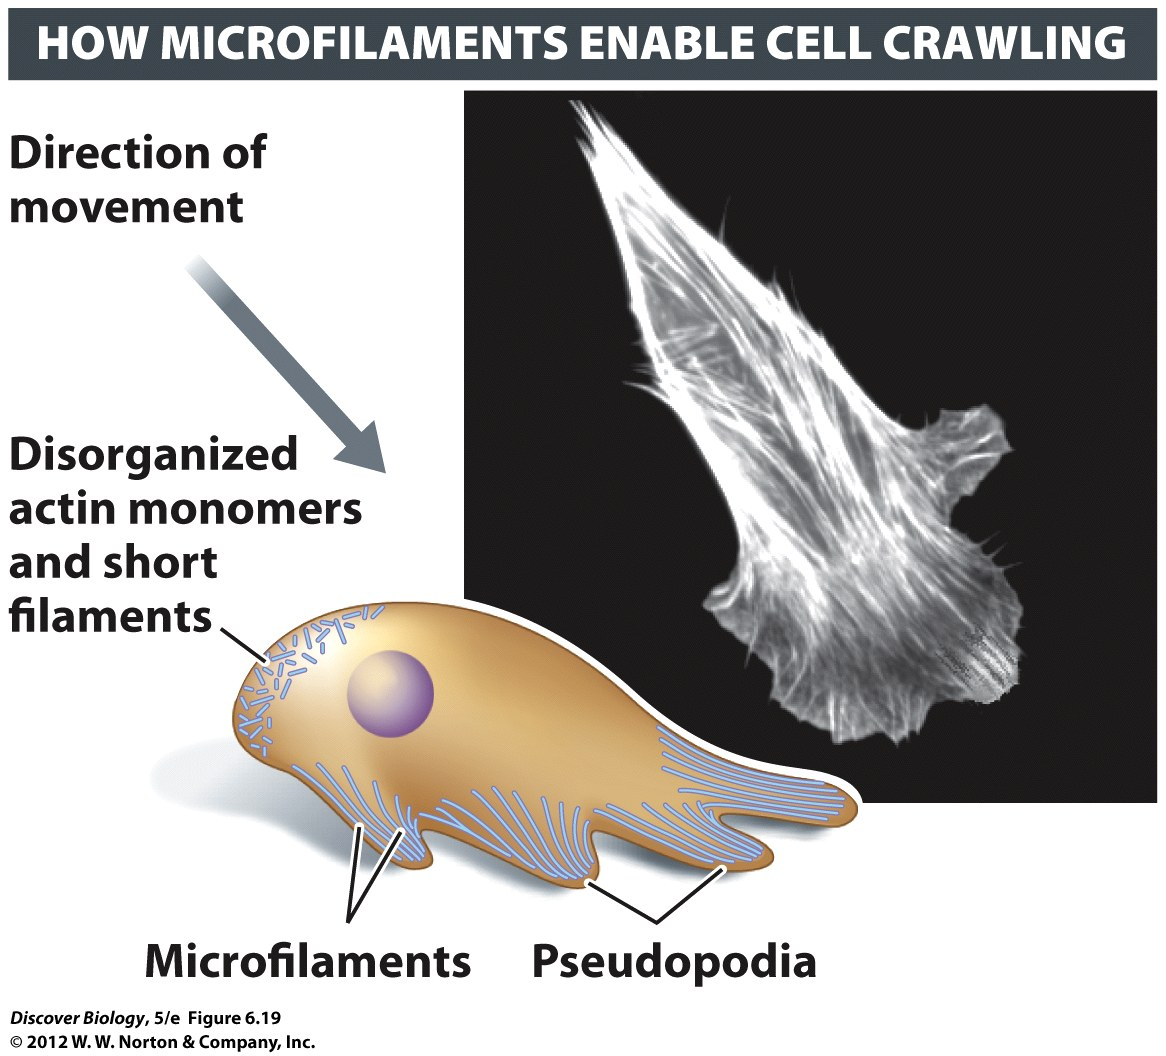 HOW MICROFILAMENTS ENABLE CELL CRAWLING
Direction of
movement
Disorganized
actin monomers
and short
filaments
Microfilaments
Pseudopodia
Discover Biology, 5/e Figure 6.19
© 2012 W. W. Norton & Company, Inc.